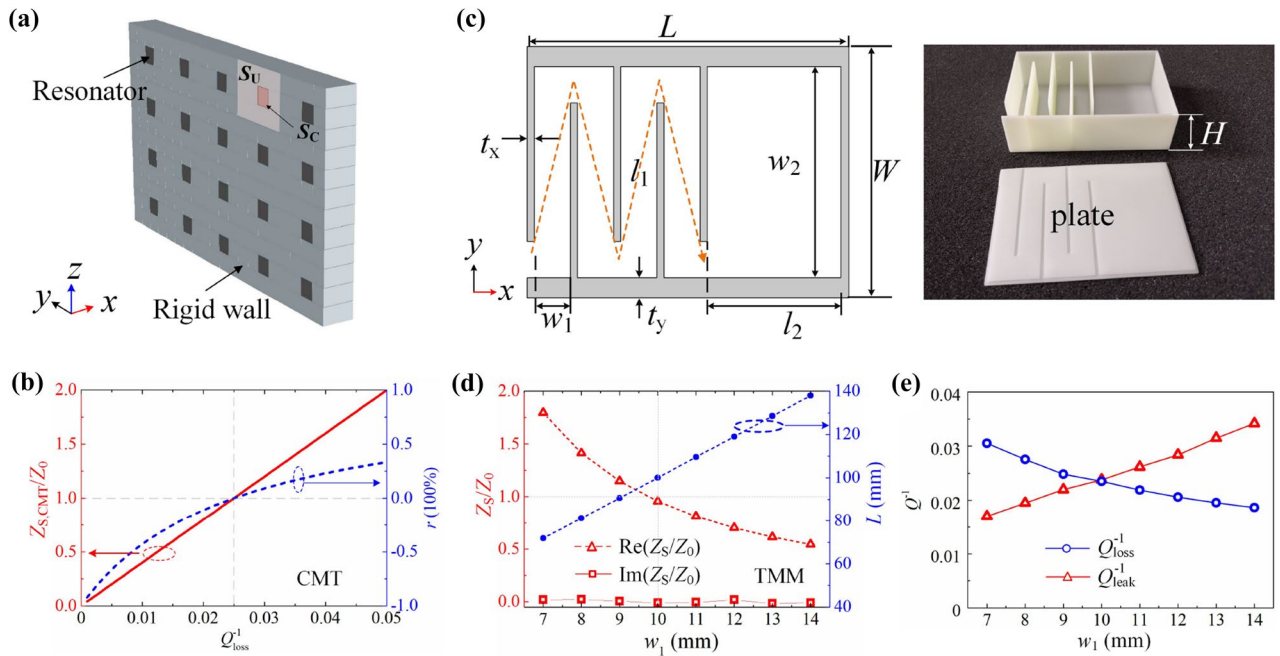 (a)
Resonator
S_U
S_C
Rigid wall
z
y
x
(c)
L
t_x
l_1
w_2
W
y
x
w_1
t_y
l_2
H
plate
(b)
2.0
1.5
1.0
0.5
0.0
Z_S,CMT/Z_0
1.0
0.5
0.0
-0.5
-1.0
r (100%)
CMT
0 0.01 0.02 0.03 0.04 0.05
Q_loss^-1
(d)
2.0
1.5
1.0
0.5
0.0
Z_S/Z_0
140
120
100
80
60
40
L (mm)
Re(Z_S/Z_0)
Im(Z_S/Z_0)
TMM
7 8 9 10 11 12 13 14
w_1 (mm)
(e)
0.04
0.03
0.02
0.01
0
Q^-1
Q_loss^-1
Q_leak^-1
7 8 9 10 11 12 13 14
w_1 (mm)